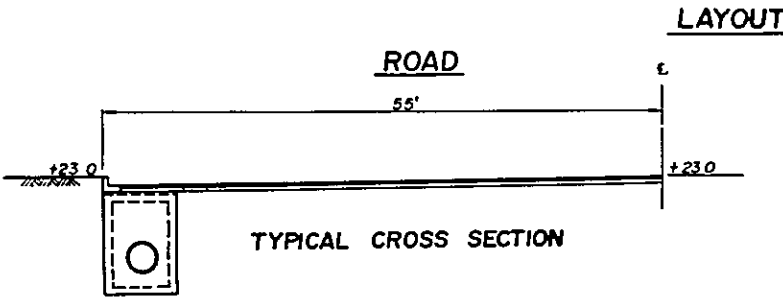 LAYOUT
ROAD
℄
55'
+23 0
+23 0
TYPICAL CROSS SECTION